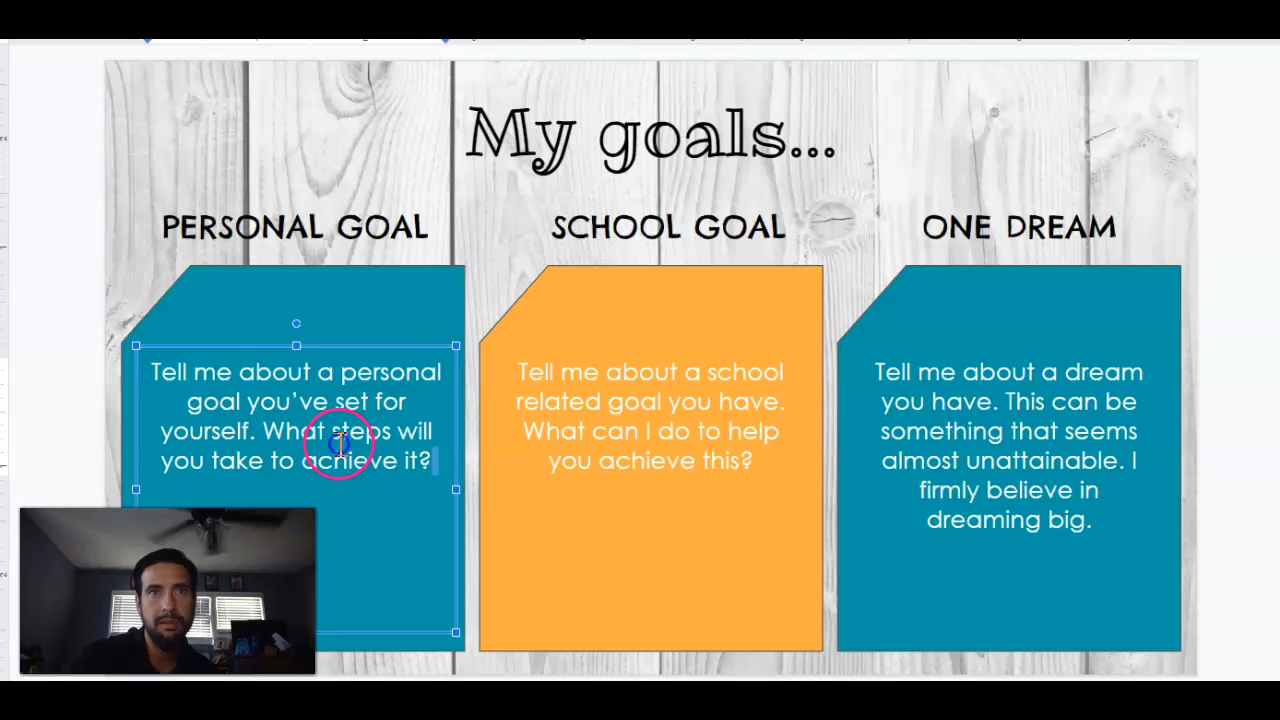 My goals...
PERSONAL GOAL
SCHOOL GOAL
ONE DREAM
Tell me about a personal
goal you’ve set for
yourself. What steps will
you take to achieve it?
Tell me about a school
related goal you have.
What can I do to help
you achieve this?
Tell me about a dream
you have. This can be
something that seems
almost unattainable. I
firmly believe in
dreaming big.